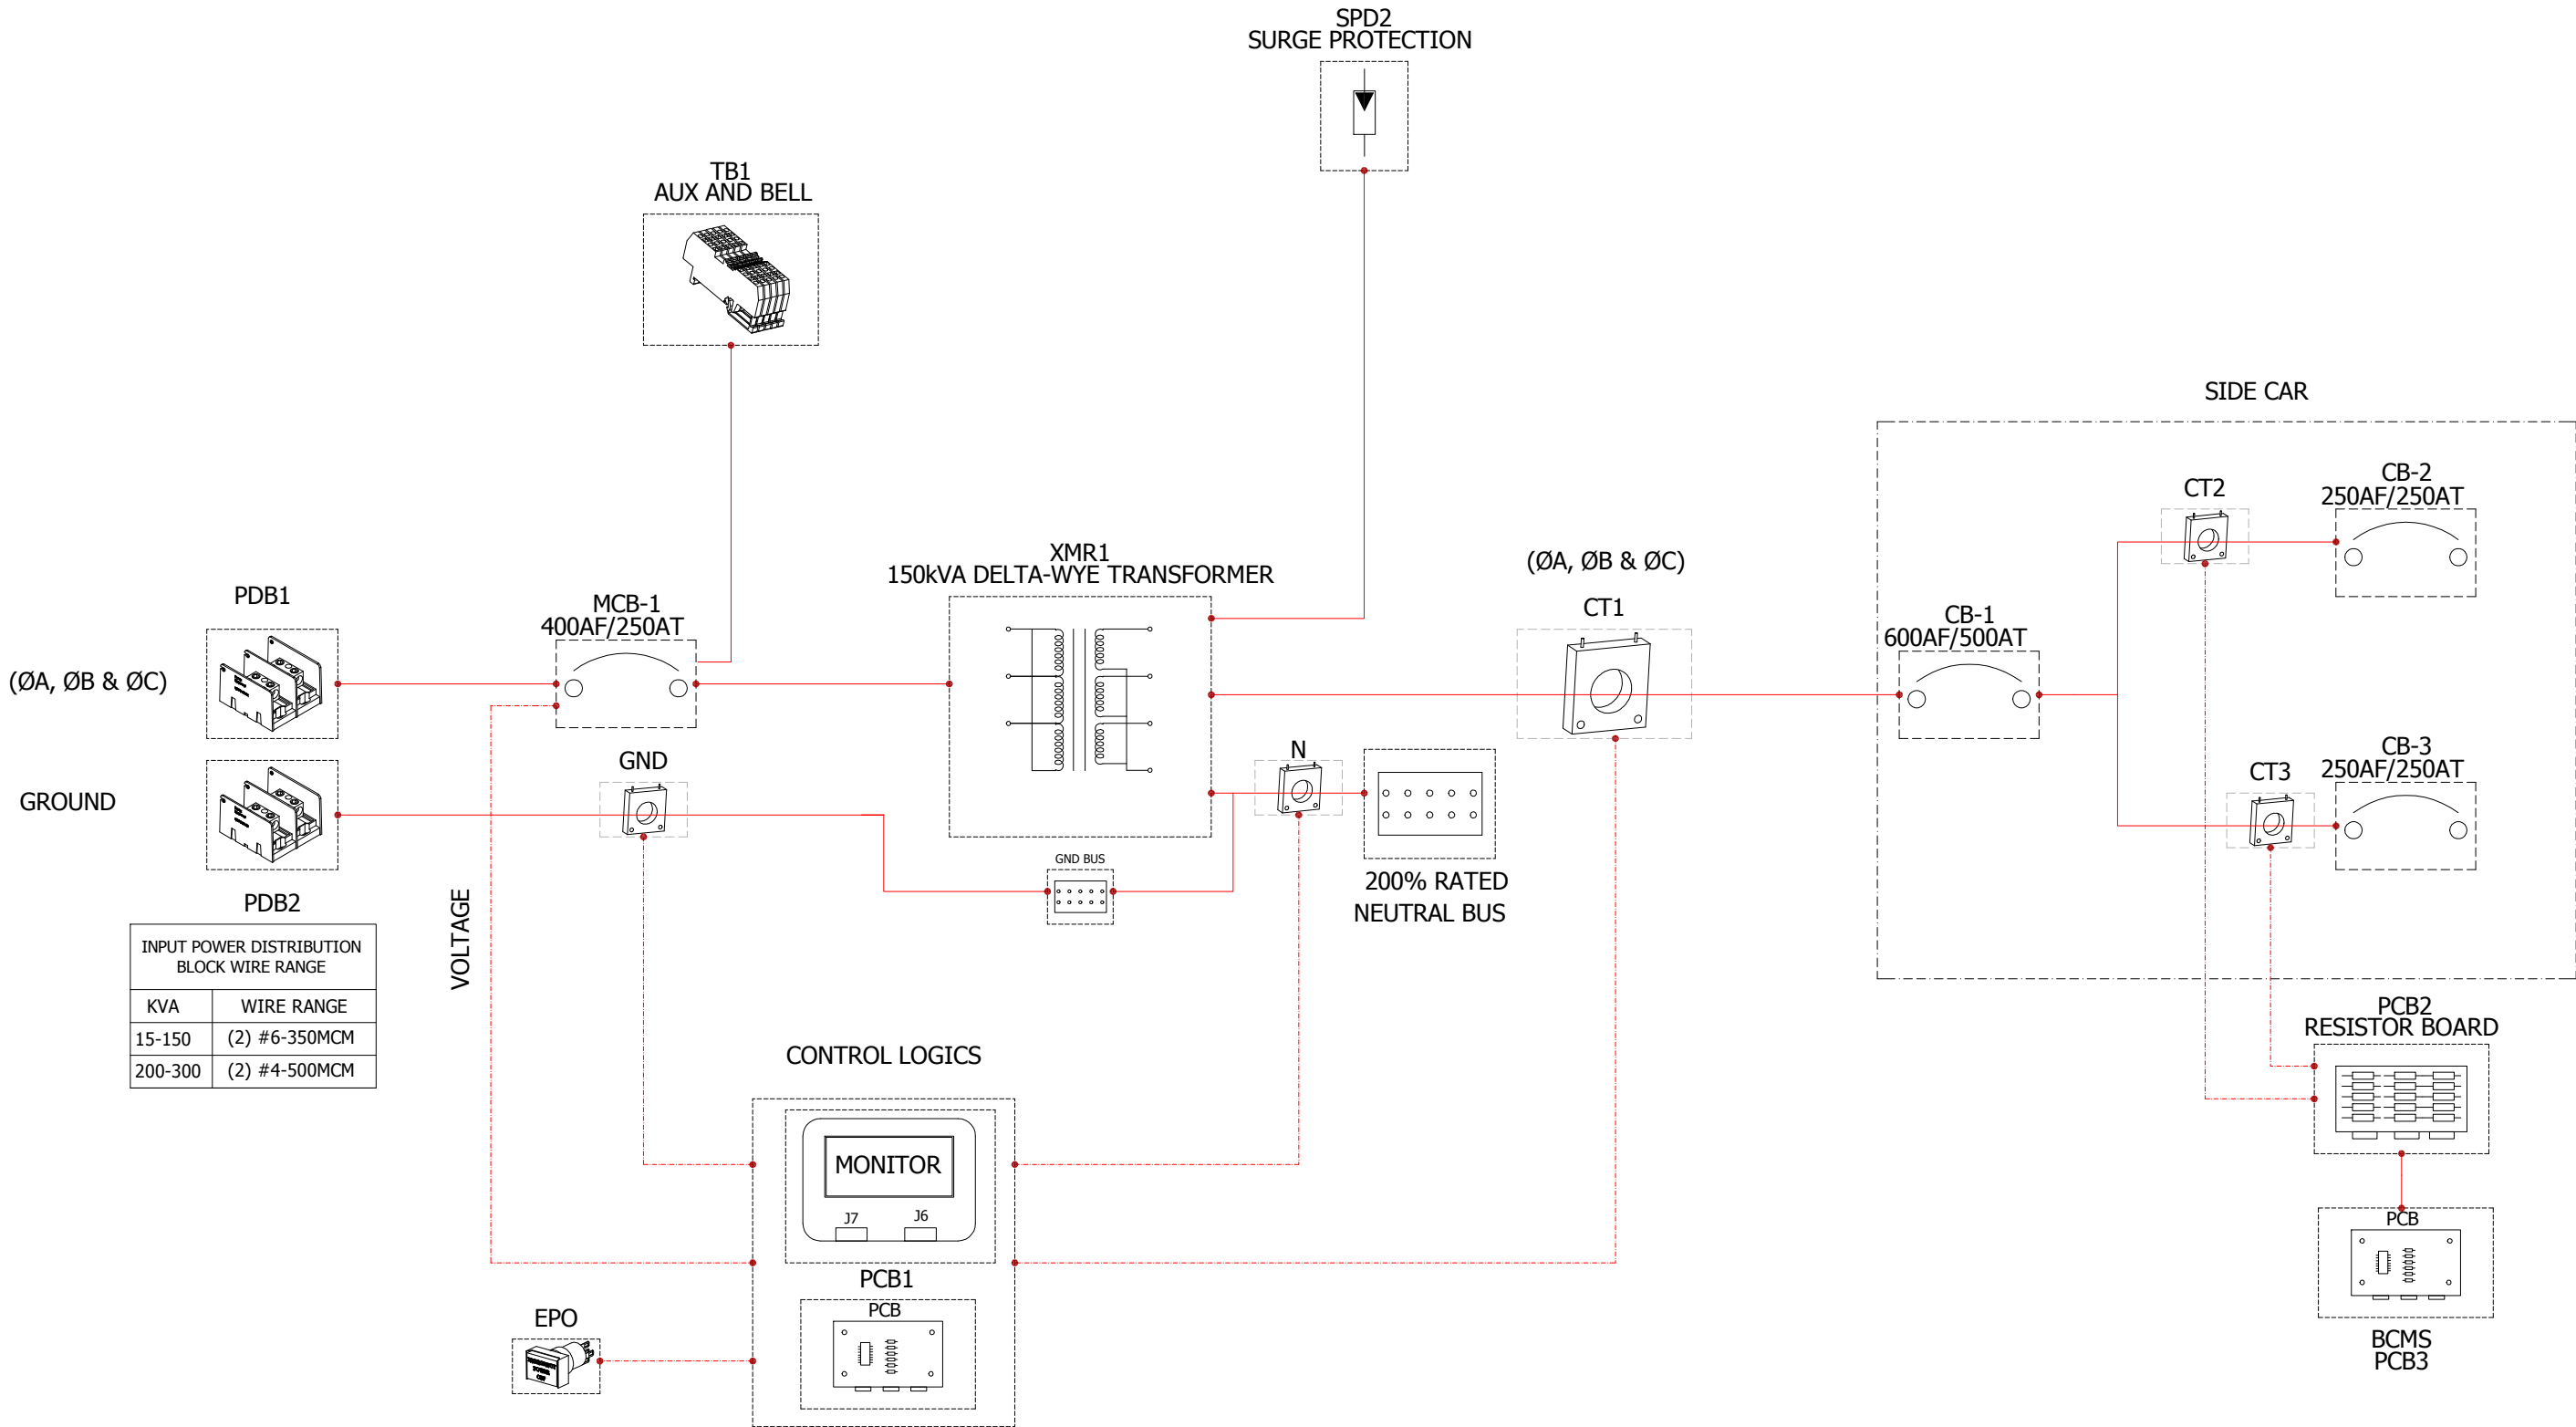 SPD2
SURGE PROTECTION
TB1
AUX AND BELL
SIDE CAR
CB-2
250AF/250AT
CT2
XMR1
150kVA DELTA-WYE TRANSFORMER
(ØA, ØB & ØC)
CT1
PDB1
MCB-1
400AF/250AT
CB-1
600AF/500AT
(ØA, ØB & ØC)
GND
N
CT3
CB-3
250AF/250AT
GROUND
GND BUS
200% RATED
NEUTRAL BUS
PDB2
VOLTAGE
INPUT POWER DISTRIBUTION
BLOCK WIRE RANGE
KVA WIRE RANGE
15-150 (2) #6-350MCM
200-300 (2) #4-500MCM
PCB2
RESISTOR BOARD
CONTROL LOGICS
MONITOR
J7 J6
PCB
PCB1
PCB
EPO
BCMS
PCB3